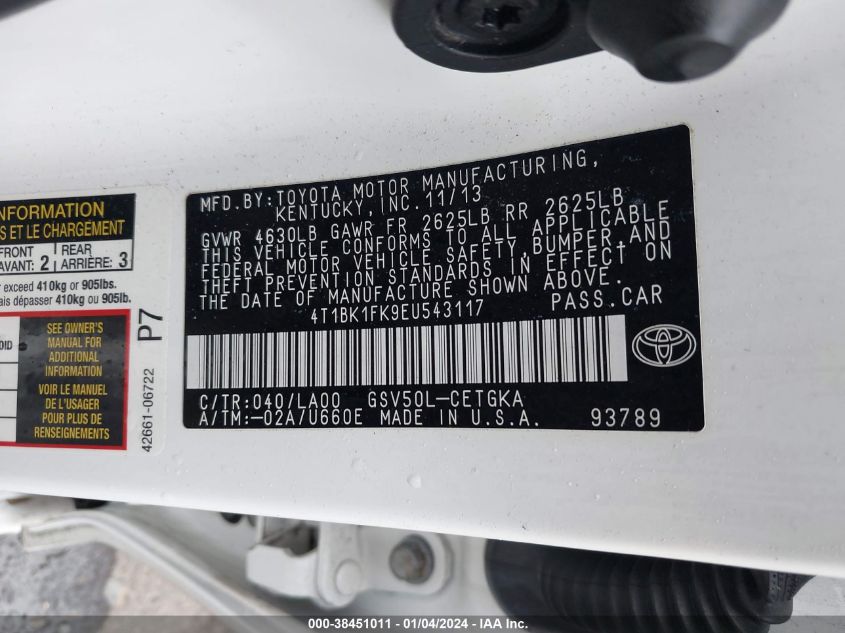 MFD.BY:TOYOTA MOTOR MANUFACTURING,
KENTUCKY, INC.11/13
GVWR 4630LB GAWR FR 2625LB RR 2625LB
THIS VEHICLE CONFORMS TO ALL APPLICABLE
FEDERAL MOTOR VEHICLE SAFETY,BUMPER,AND
THEFT PREVENTION STANDARDS IN EFFECT ON
THE DATE OF MANUFACTURE SHOWN ABOVE.
4T1BK1FK9EU543117 PASS.CAR
C/TR:040/LA00 GSV50L-CETGKA
A/TM:-02A/U660E MADE IN U.S.A. 93789
INFORMATION
ET LE CHARGEMENT
FRONT
AVANT: 2
REAR
ARRIÈRE: 3
exceed 410kg or 905lbs.
dépasser 410kg ou 905lb.
SEE OWNER'S
MANUAL FOR
ADDITIONAL
INFORMATION
VOIR LE MANUEL
DE L'USAGER
POUR PLUS DE
RENSEIGNEMENTS
P7
42661-06722
000-38451011 - 01/04/2024 - IAA Inc.